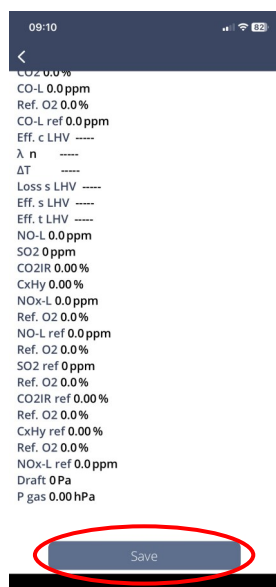 09:10 82
CO2 0.0 %
CO-L 0.0 ppm
Ref. O2 0.0 %
CO-L ref 0.0 ppm
Eff. c LHV -----
λ n -----
ΔT -----
Loss s LHV -----
Eff. s LHV -----
Eff. t LHV -----
NO-L 0.0 ppm
SO2 0 ppm
CO2IR 0.00 %
CxHy 0.00 %
NOx-L 0.0 ppm
Ref. O2 0.0 %
NO-L ref 0.0 ppm
Ref. O2 0.0 %
SO2 ref 0 ppm
Ref. O2 0.0 %
CO2IR ref 0.00 %
Ref. O2 0.0 %
CxHy ref 0.00 %
Ref. O2 0.0 %
NOx-L ref 0.0 ppm
Draft 0 Pa
P gas 0.00 hPa
Save